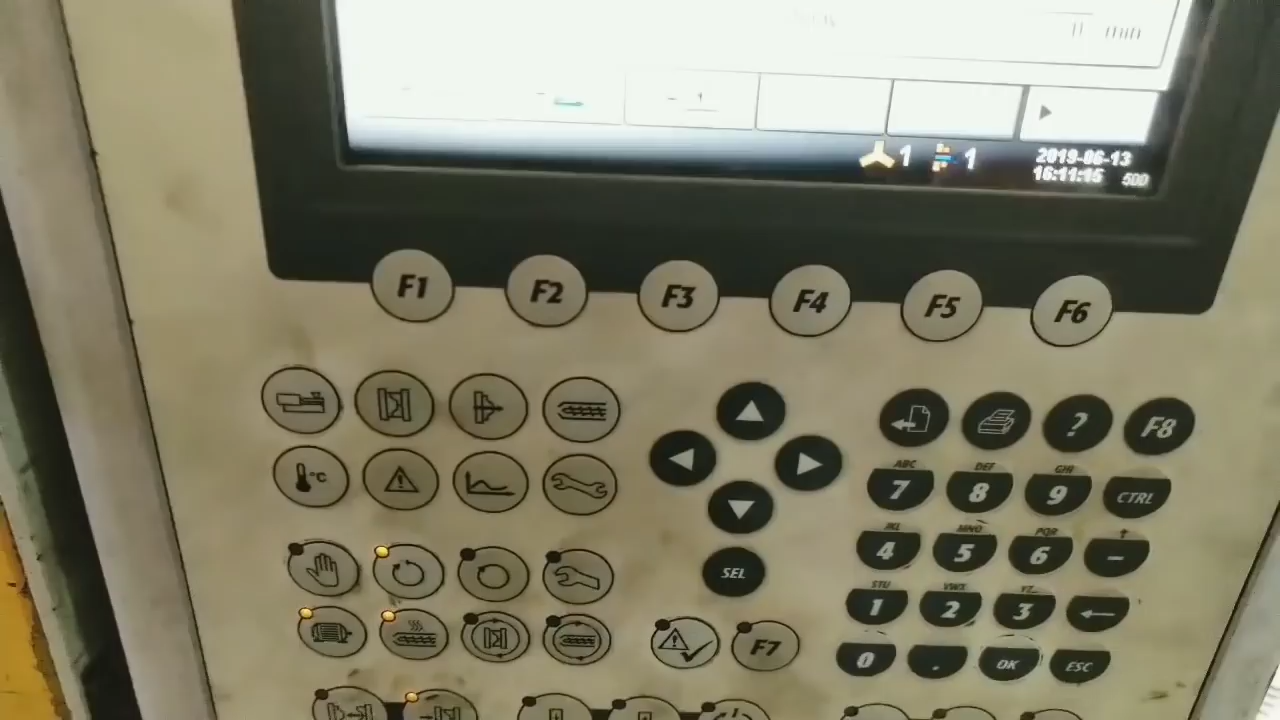 min
1 1 2019-06-13
16:11:15 500
F1 F2 F3 F4 F5 F6
? F8
°C
ABC DEF GHI
7 8 9 CTRL
JKL MNO PQR
4 5 6 -
SEL
STU VWX YZ_
1 2 3
F7
0 . OK ESC